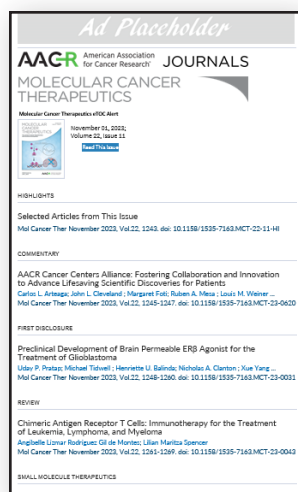 Ad Placeholder
AACR American Association for Cancer Research® JOURNALS
MOLECULAR CANCER
THERAPEUTICS
Molecular Cancer Therapeutics eTOC Alert
November 01, 2023;
Volume 22, Issue 11
Read This Issue
HIGHLIGHTS
Selected Articles from This Issue
Mol Cancer Ther November 2023, Vol.22, 1243. doi: 10.1158/1535-7163.MCT-22-11-HI
COMMENTARY
AACR Cancer Centers Alliance: Fostering Collaboration and Innovation
to Advance Lifesaving Scientific Discoveries for Patients
Carlos L. Arteaga; John L. Cleveland ; Margaret Foti; Ruben A. Mesa ; Louis M. Weiner ...
Mol Cancer Ther November 2023, Vol.22, 1245-1247. doi: 10.1158/1535-7163.MCT-23-0620
FIRST DISCLOSURE
Preclinical Development of Brain Permeable ERβ Agonist for the
Treatment of Glioblastoma
Uday P. Pratap; Michael Tidwell ; Henriette U. Balinda; Nicholas A. Clanton ; Xue Yang ...
Mol Cancer Ther November 2023, Vol.22, 1248-1260. doi: 10.1158/1535-7163.MCT-23-0031
REVIEW
Chimeric Antigen Receptor T Cells: Immunotherapy for the Treatment
of Leukemia, Lymphoma, and Myeloma
Angibelle Lizmar Rodríguez Gil de Montes; Lilian Maritza Spencer
Mol Cancer Ther November 2023, Vol.22, 1261-1269. doi: 10.1158/1535-7163.MCT-23-0043
SMALL MOLECULE THERAPEUTICS